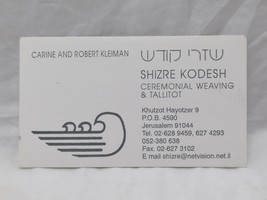 CARINE AND ROBERT KLEIMAN
שזרי קודש
SHIZRE KODESH
CEREMONIAL WEAVING
& TALLITOT
Khutzot Hayotzer 9
P.O.B. 4590
Jerusalem 91044
Tel. 02-628 9459, 627 4293
052-380 638
Fax. 02-627 3102
E mail shizre@netvision.net.il